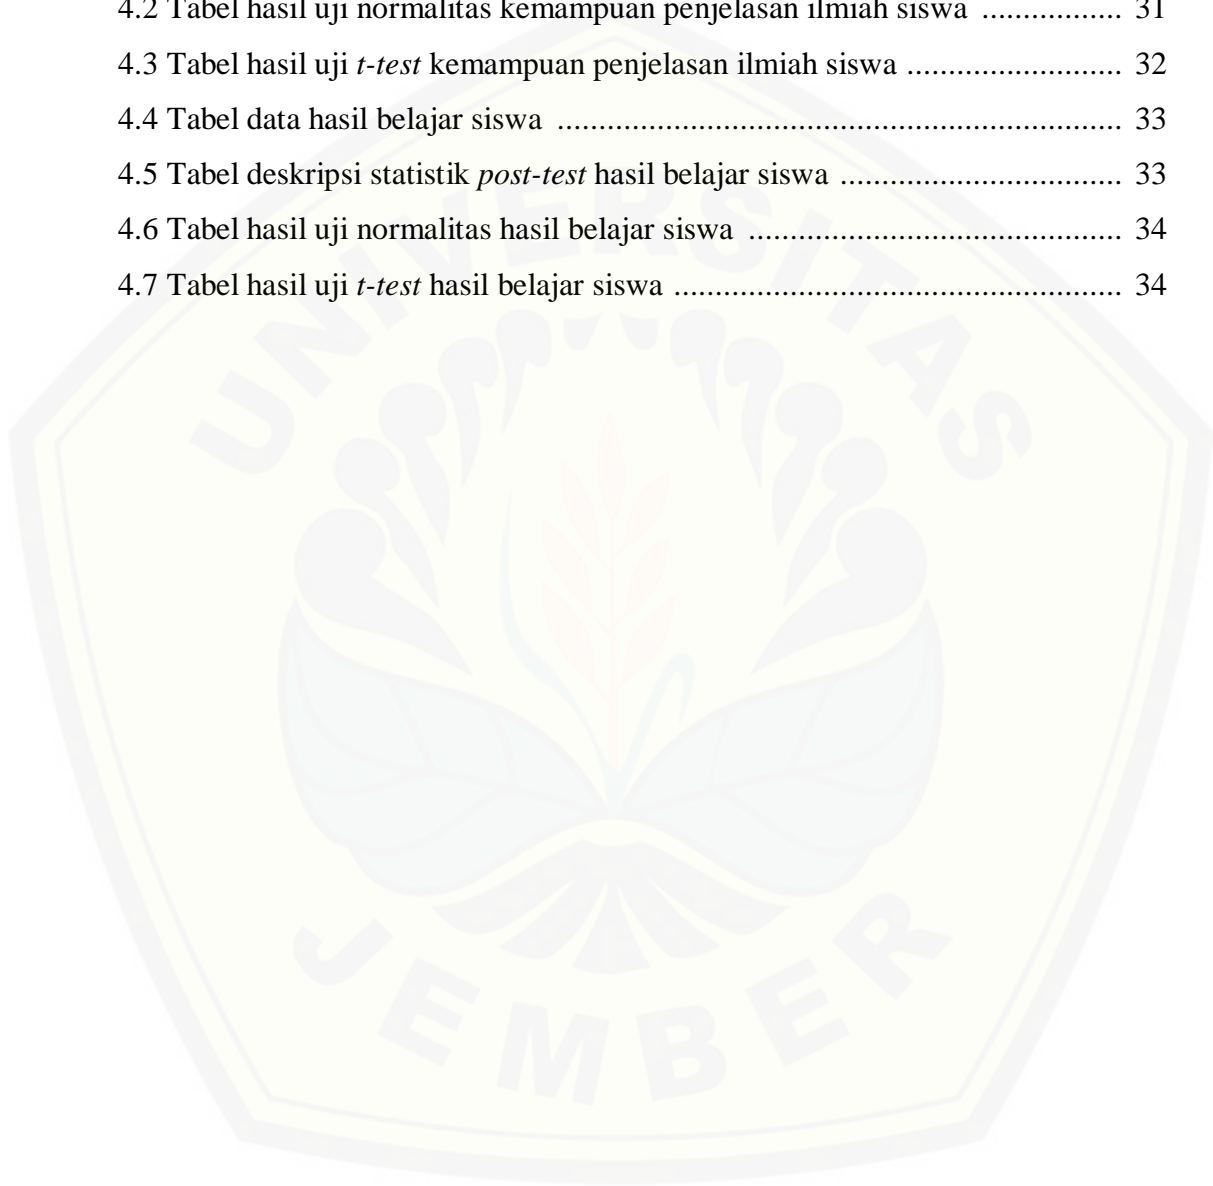 4.2 Tabel hasil uji normalitas kemampuan penjelasan ilmiah siswa ................. 31
4.3 Tabel hasil uji t-test kemampuan penjelasan ilmiah siswa .......................... 32
4.4 Tabel data hasil belajar siswa .................................................................... 33
4.5 Tabel deskripsi statistik post-test hasil belajar siswa .................................. 33
4.6 Tabel hasil uji normalitas hasil belajar siswa ............................................. 34
4.7 Tabel hasil uji t-test hasil belajar siswa ...................................................... 34
UNIVERSITAS
JEMBER